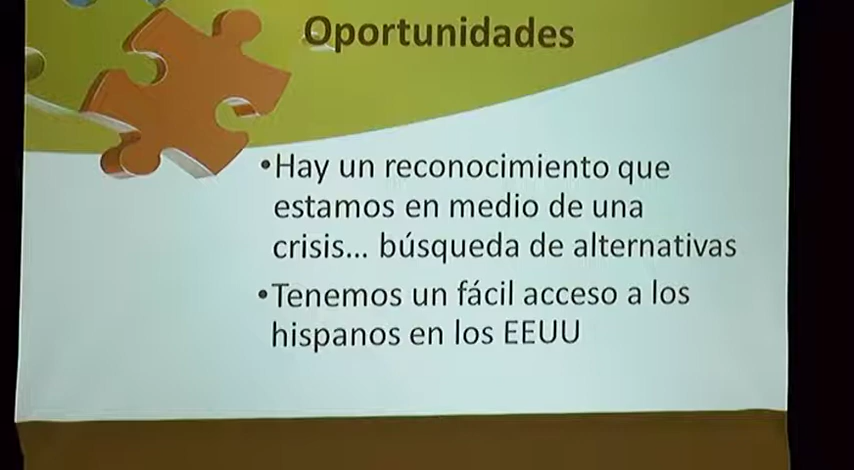 Oportunidades
•Hay un reconocimiento que
estamos en medio de una
crisis... búsqueda de alternativas
•Tenemos un fácil acceso a los
hispanos en los EEUU